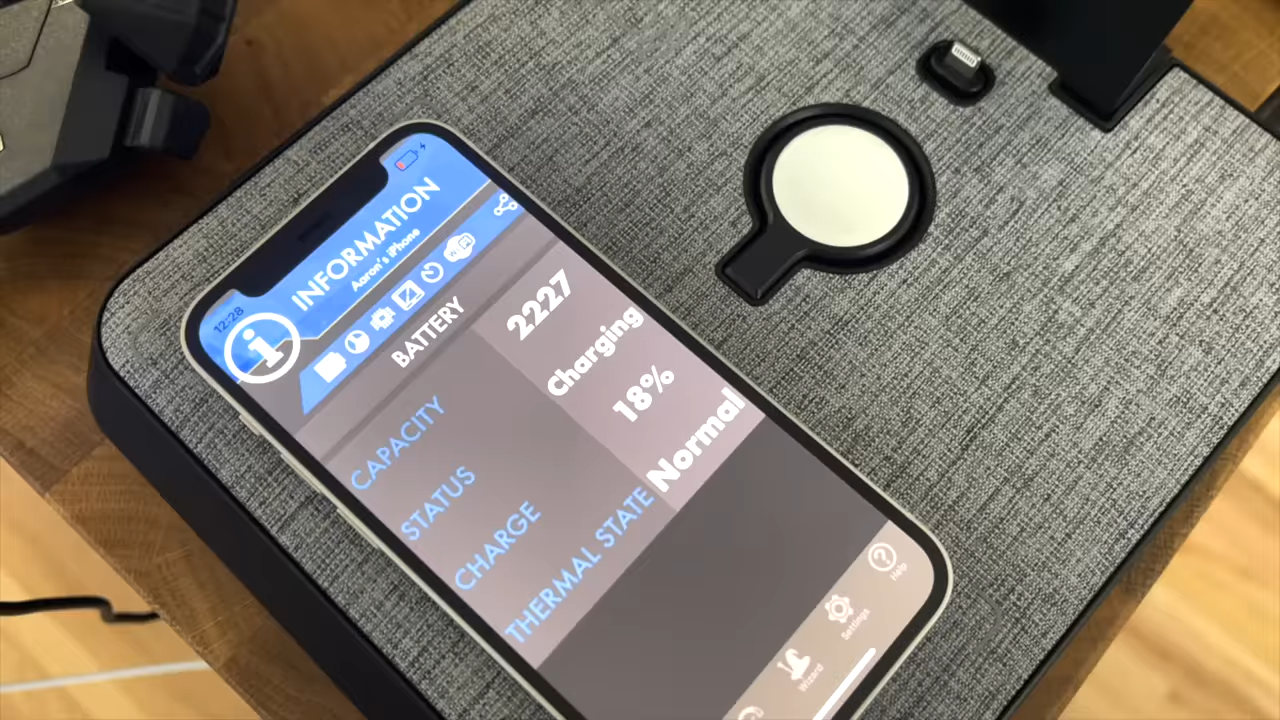 12:28
INFORMATION
Aaron's iPhone
BATTERY
CAPACITY 2227
STATUS Charging
CHARGE 18%
THERMAL STATE Normal
Wizard
Settings
Help